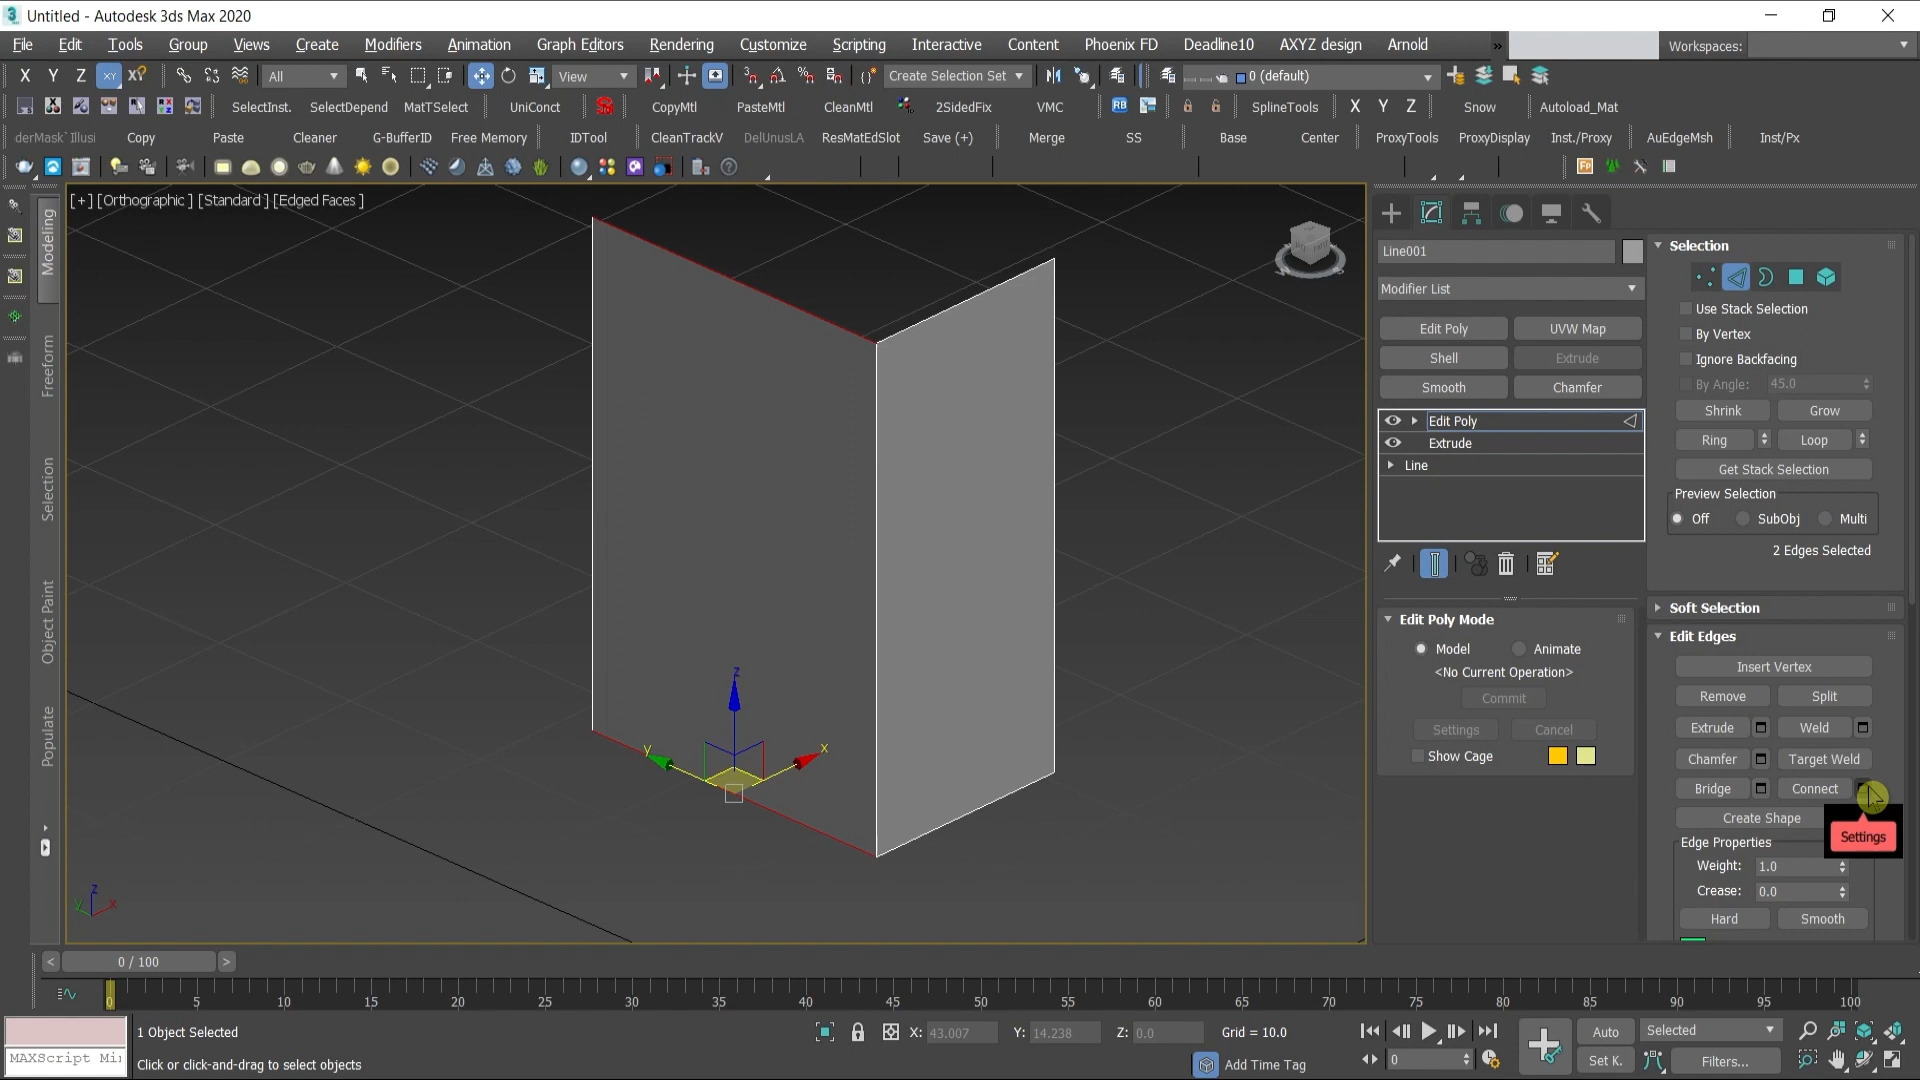 Untitled - Autodesk 3ds Max 2020
File Edit Tools Group Views Create Modifiers Animation Graph Editors Rendering Customize Scripting Interactive Content Phoenix FD Deadline10 AXYZ design Arnold » Workspaces:
X Y Z XY All View Create Selection Set 0 (default)
SelectInst. SelectDepend MatTSelect UniConct CopyMtl PasteMtl CleanMtl 2SidedFix VMC RB SplineTools X Y Z Snow Autoload_Mat
derMask`Illusi Copy Paste Cleaner G-BufferID Free Memory IDTool CleanTrackV DelUnusLA ResMatEdSlot Save (+) Merge SS Base Center ProxyTools ProxyDisplay Inst./Proxy AuEdgeMsh Inst/Px
[+] [Orthographic ] [Standard ] [Edged Faces ]
Modeling
Freeform
Selection
Object Paint
Populate
z
y
x
z
y
x
Line001
Modifier List
Edit Poly UVW Map
Shell Extrude
Smooth Chamfer
Edit Poly
Extrude
Line
Edit Poly Mode
Model Animate
<No Current Operation>
Commit
Settings Cancel
Show Cage
Selection
Use Stack Selection
By Vertex
Ignore Backfacing
By Angle: 45.0
Shrink Grow
Ring Loop
Get Stack Selection
Preview Selection
Off SubObj Multi
2 Edges Selected
Soft Selection
Edit Edges
Insert Vertex
Remove Split
Extrude Weld
Chamfer Target Weld
Bridge Connect
Create Shape
Settings
Edge Properties
Weight: 1.0
Crease: 0.0
Hard Smooth
< 0 / 100 >
0 5 10 15 20 25 30 35 40 45 50 55 60 65 70 75 80 85 90 95 100
1 Object Selected X: 43.007 Y: 14.238 Z: 0.0 Grid = 10.0 Auto Selected
MAXScript Mi
Click or click-and-drag to select objects Add Time Tag 0 Set K. Filters...